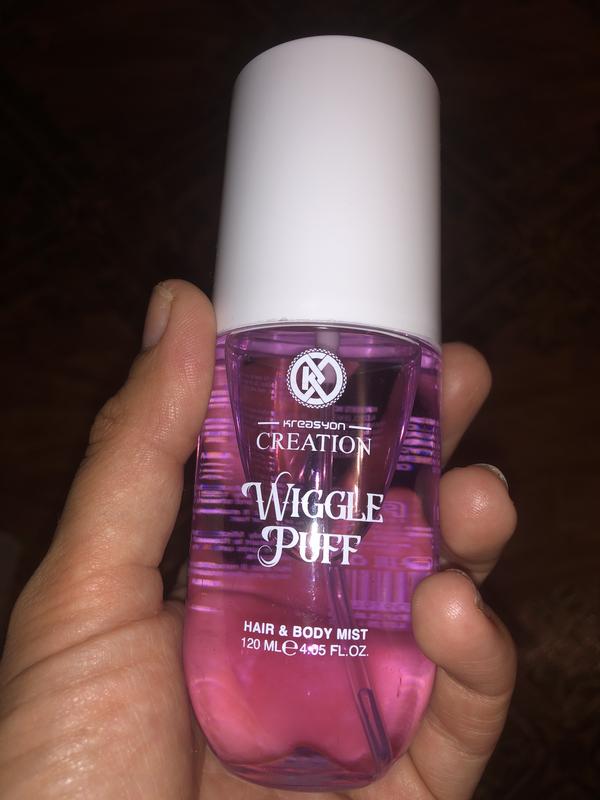 K
kreasyon
CREATION
WIGGLE
PUFF
HAIR & BODY MIST
120 ML℮4.05 FL.OZ.